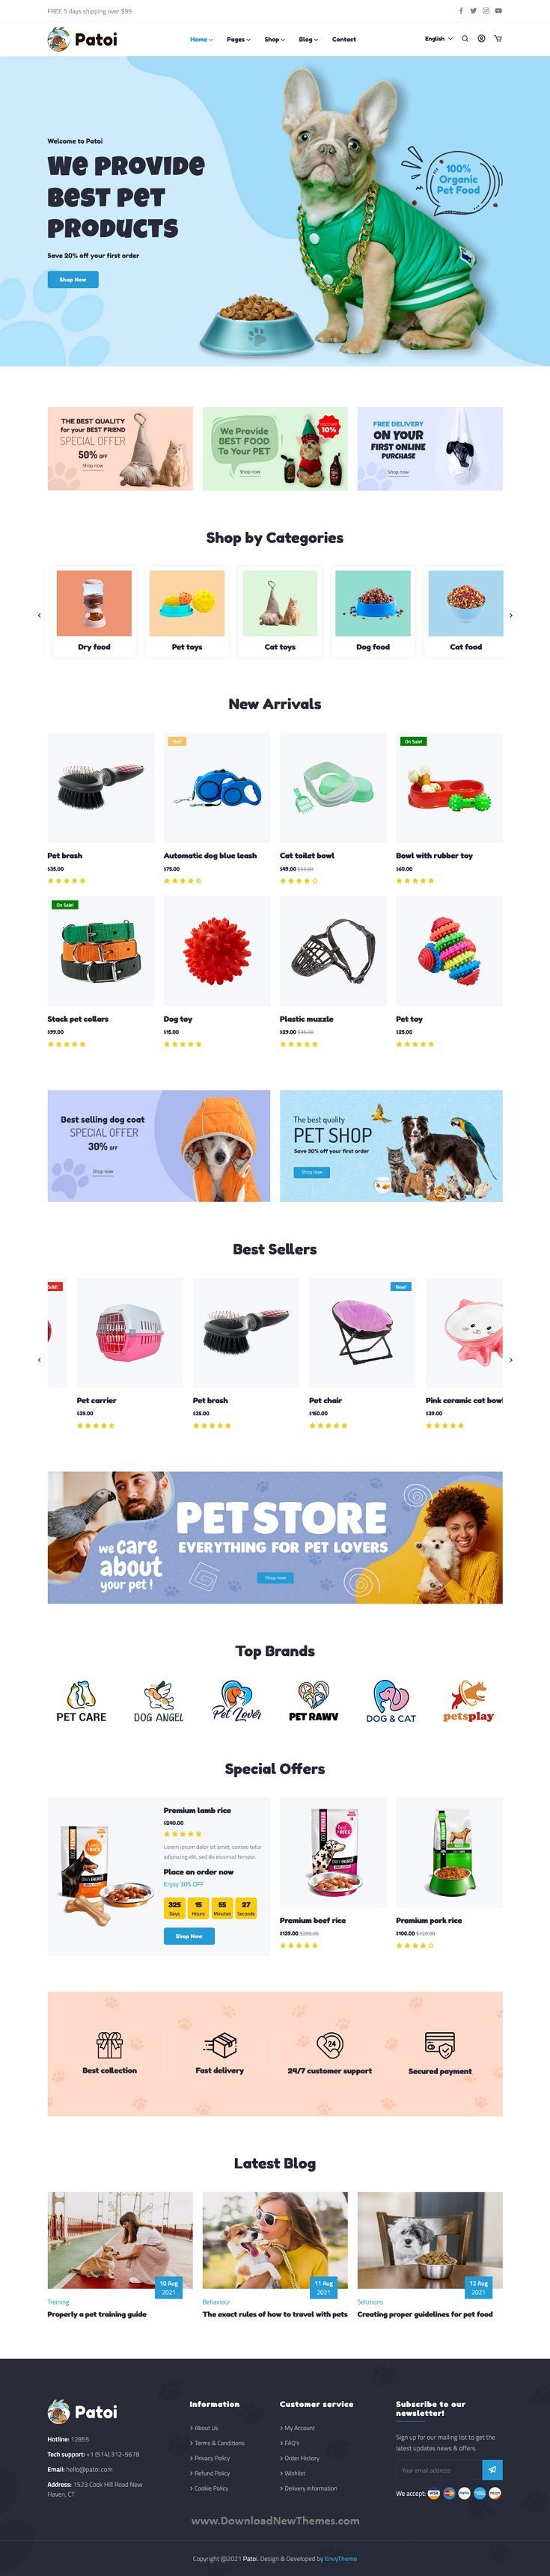 FREE 5 days shipping over $99
Patoi
Home Pages Shop Blog Contact
English
Welcome to Patoi
We Provide
Best Pet
Products
Save 20% off your first order
Shop Now
100%
Organic
Pet Food
THE BEST QUALITY
for your BEST FRIEND
SPECIAL OFFER
50% OFF
Shop now
We Provide
BEST FOOD
To Your PET
Shop now
10%
FREE DELIVERY
ON YOUR
FIRST ONLINE
PURCHASE
Shop now
Shop by Categories
Dry food
Pet toys
Cat toys
Dog food
Cat food
New Arrivals
Pet brash
$35.00
Automatic dog blue leash
$75.00
Cat toilet bowl
$49.00 $55.00
On Sale!
Bowl with rubber toy
$60.00
On Sale!
Stack pet collars
$99.00
Dog toy
$15.00
Plastic muzzle
$29.00 $35.00
Pet toy
$25.00
Best selling dog coat
SPECIAL OFFER
30% OFF
Shop now
The best quality
PET SHOP
Save 30% off your first order
Shop now
Best Sellers
Sold!
Pet carrier
$39.00
Pet brash
$35.00
New!
Pet chair
$150.00
Pink ceramic cat bowl
$39.00
we care
about
your pet !
PET STORE
EVERYTHING FOR PET LOVERS
Shop now
Top Brands
PET CARE
DOG ANGEL
Pet Lover
PET RAWV
DOG & CAT
petsplay
Special Offers
Premium lamb rice
$240.00
Lorem ipsum dolor sit amet, consec tetur
adipiscing elit, sed do eiusmod tempor.
Place an order now
Enjoy 30% OFF
325 15 55 27
Days Hours Minutes Seconds
Shop Now
Premium beef rice
$139.00 $200.00
Premium pork rice
$100.00 $120.00
Best collection
Fast delivery
24
24/7 customer support
Secured payment
Latest Blog
10 Aug
2021
Training
Properly a pet training guide
11 Aug
2021
Behaviour
The exact rules of how to travel with pets
12 Aug
2021
Solutions
Creating proper guidelines for pet food
Patoi
Hotline: 12855
Tech support: +1 (514) 312-5678
Email: hello@patoi.com
Address: 1523 Cook Hill Road New
Haven, CT
Information
About Us
Terms & Conditions
Privacy Policy
Refund Policy
Cookie Policy
Customer service
My Account
FAQ's
Order History
Wishlist
Delivery Information
Subscribe to our
newsletter!
Sign up for our mailing list to get the
latest updates news & offers.
Your email address
We accept: VISA
www.DownloadNewThemes.com
Copyright @2021 Patoi. Design & Developed by EnvyTheme